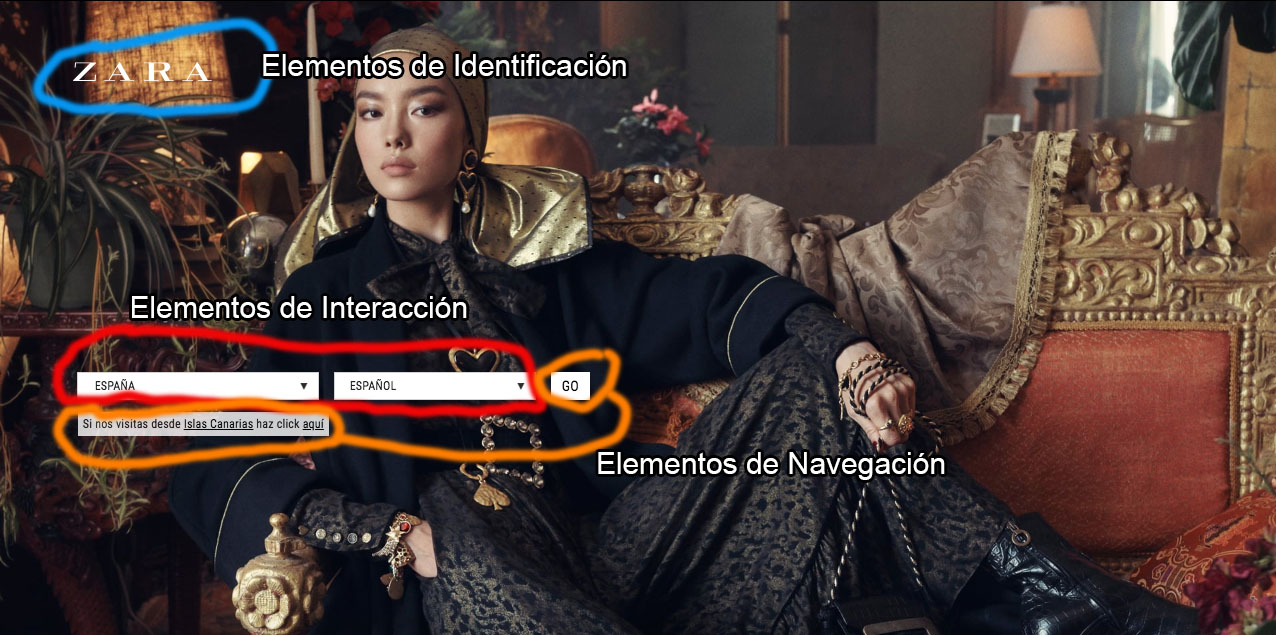 ZARA
Elementos de Identificación
Elementos de Interacción
ESPAÑA
ESPAÑOL
GO
Si nos visitas desde Islas Canarias haz click aquí
Elementos de Navegación